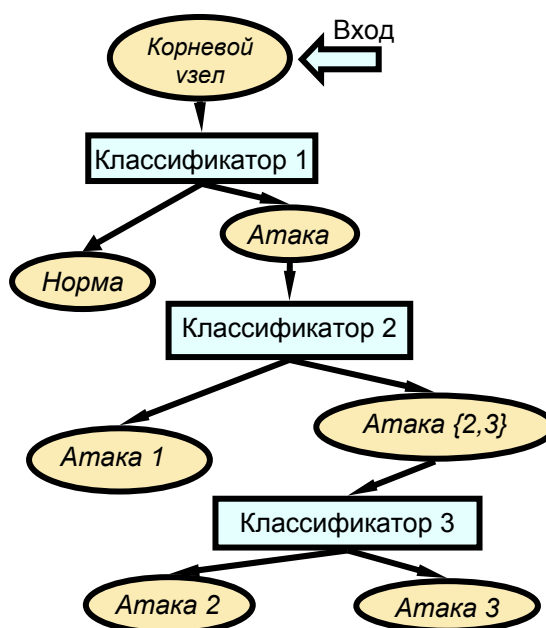 Вход
Корневой
узел
Классификатор 1
Атака
Норма
Классификатор 2
Атака 1
Атака {2,3}
Классификатор 3
Атака 2
Атака 3